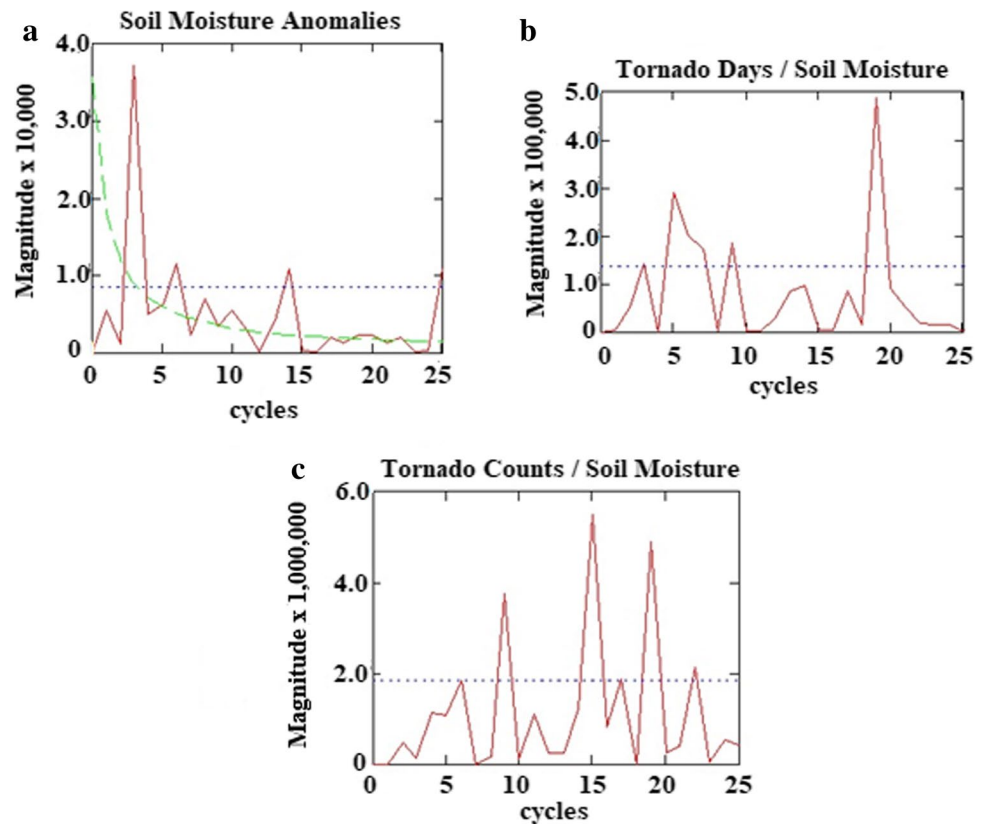 a
Soil Moisture Anomalies
Magnitude x 10,000
4.0
3.0
2.0
1.0
0
0 5 10 15 20 25
cycles
b
Tornado Days / Soil Moisture
Magnitude x 100,000
5.0
4.0
3.0
2.0
1.0
0
0 5 10 15 20 25
cycles
c
Tornado Counts / Soil Moisture
Magnitude x 1,000,000
6.0
4.0
2.0
0
0 5 10 15 20 25
cycles